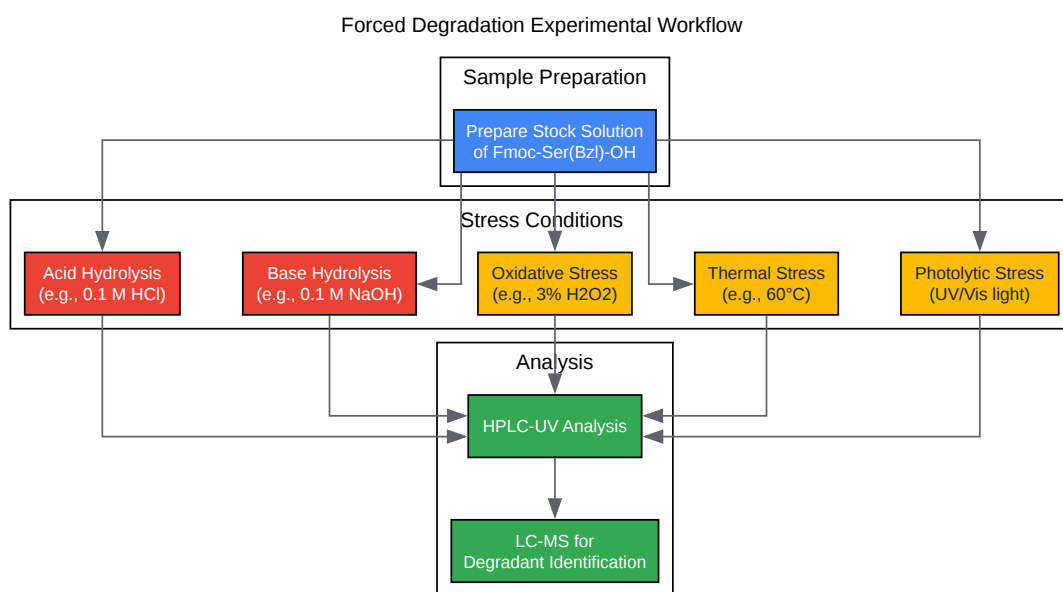 Forced Degradation Experimental Workflow
Sample Preparation
Prepare Stock Solution
of Fmoc-Ser(Bzl)-OH
Stress Conditions
Acid Hydrolysis
(e.g., 0.1 M HCl)
Base Hydrolysis
(e.g., 0.1 M NaOH)
Oxidative Stress
(e.g., 3% H2O2)
Thermal Stress
(e.g., 60°C)
Photolytic Stress
(UV/Vis light)
Analysis
HPLC-UV Analysis
LC-MS for
Degradant Identification